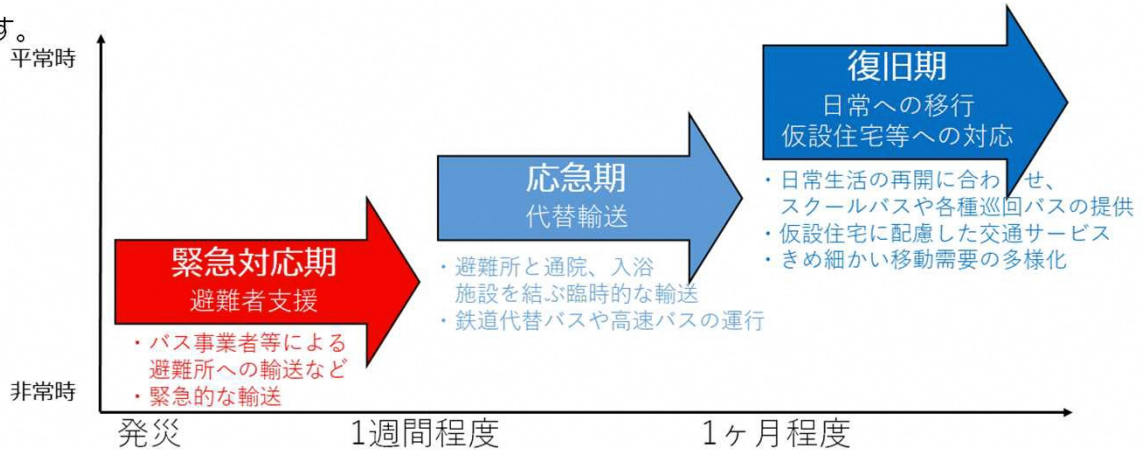 す。
平常時
復旧期
日常への移行
仮設住宅等への対応
・日常生活の再開に合わせ、
スクールバスや各種巡回バスの提供
・仮設住宅に配慮した交通サービス
・きめ細かい移動需要の多様化
応急期
代替輸送
・避難所と通院、入浴
施設を結ぶ臨時的な輸送
・鉄道代替バスや高速バスの運行
緊急対応期
避難者支援
・バス事業者等による
避難所への輸送など
・緊急的な輸送
非常時
発災
1週間程度
1ヶ月程度